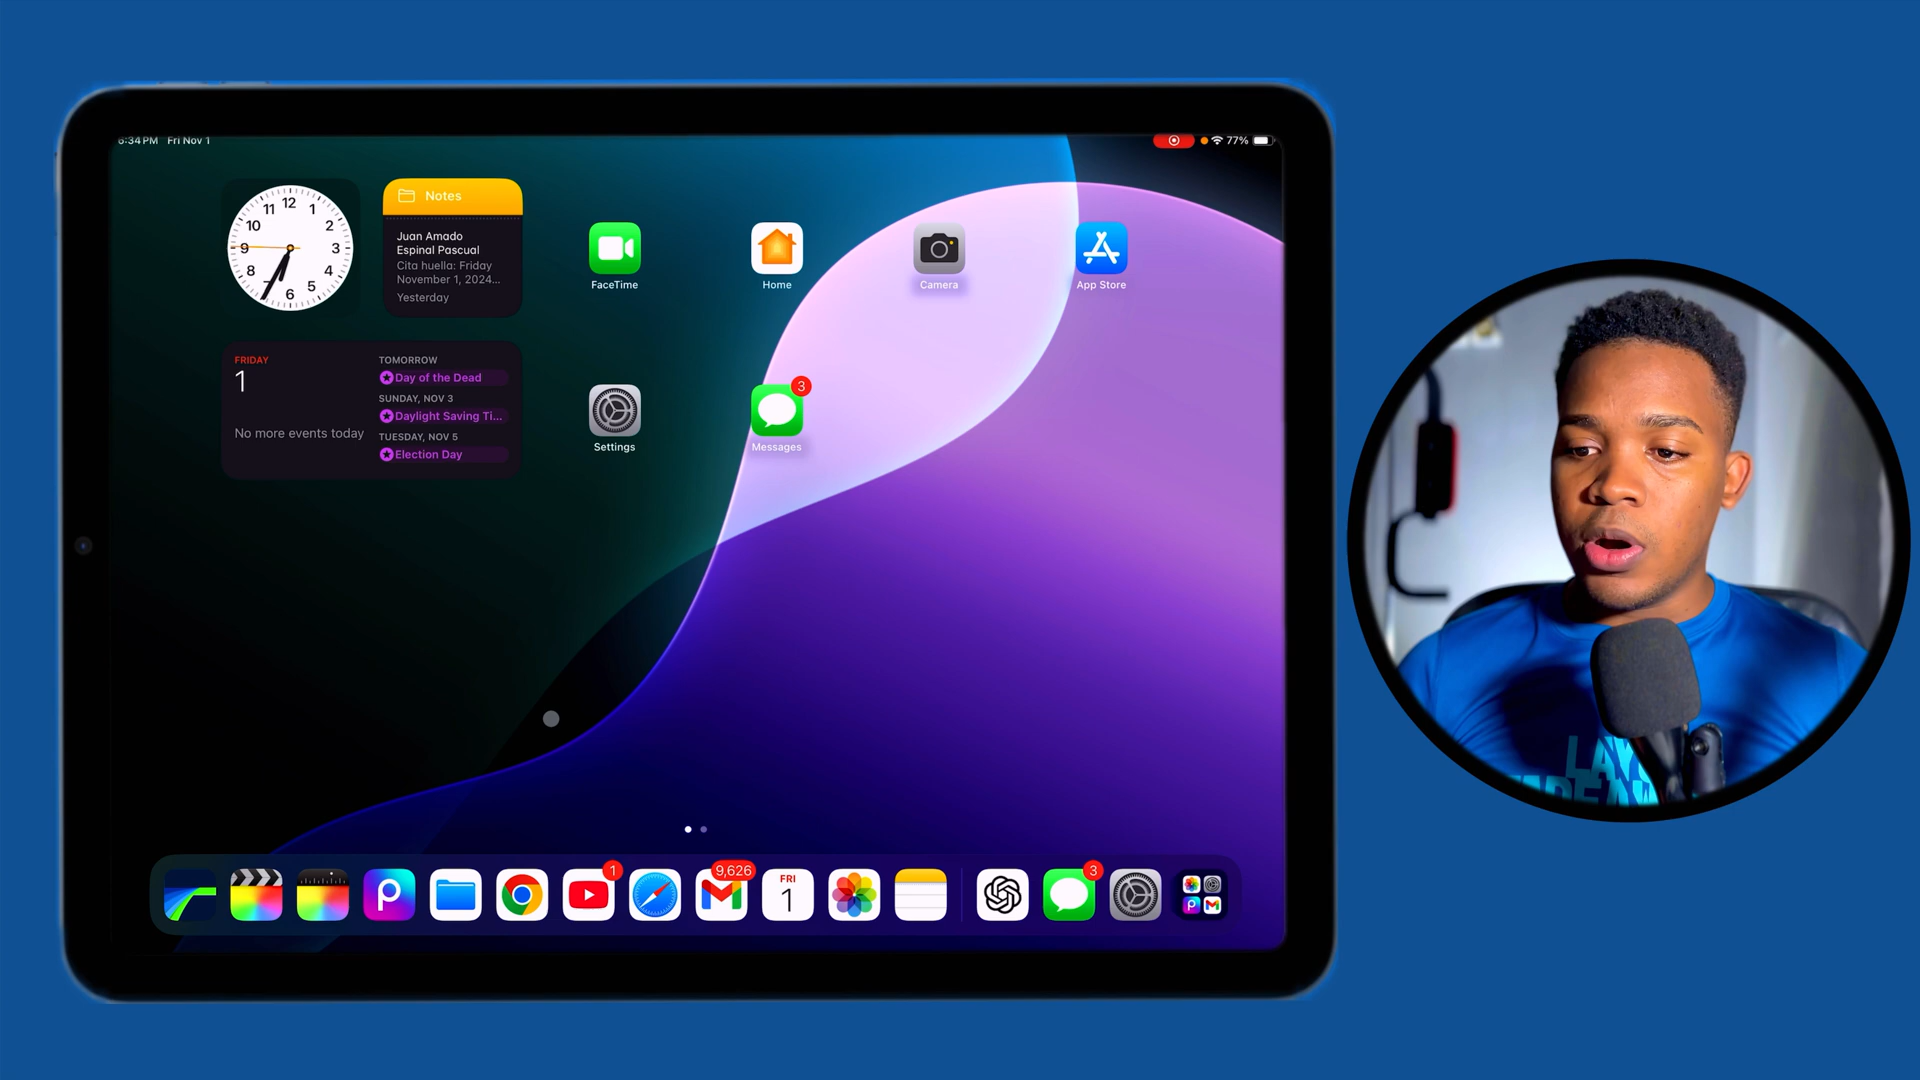 6:34 PM Fri Nov 1
77%
12
11 1
10 2
9 3
8 4
7 5
6
Notes
Juan Amado
Espinal Pascual
Cita huella: Friday
November 1, 2024...
Yesterday
FaceTime
Home
Camera
App Store
FRIDAY
1
No more events today
TOMORROW
Day of the Dead
SUNDAY, NOV 3
Daylight Saving Ti...
TUESDAY, NOV 5
Election Day
Settings
3
Messages
1
9,626
FRI
1
3